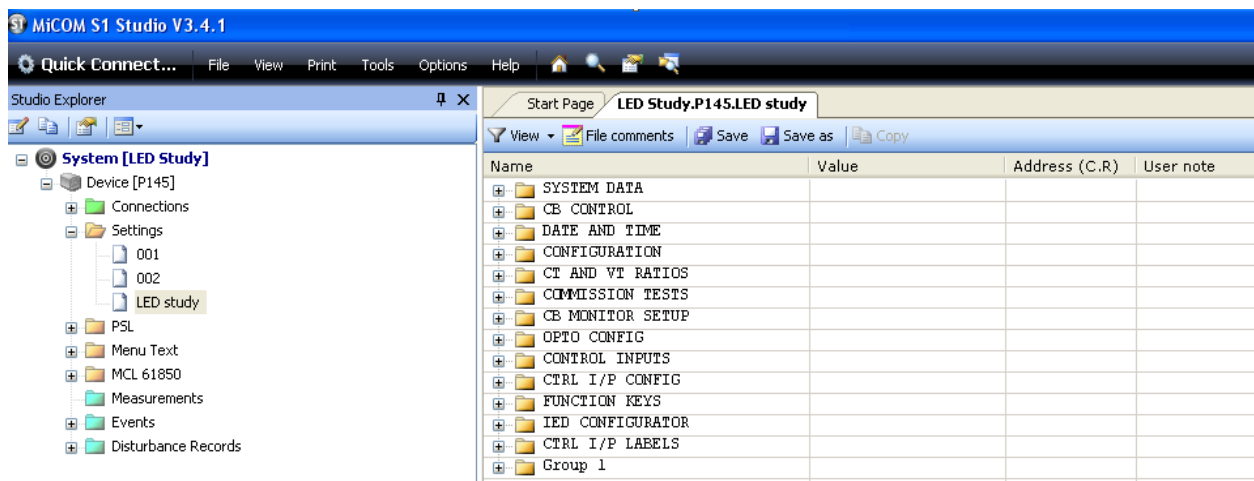 MiCOM S1 Studio V3.4.1
Quick Connect... File View Print Tools Options Help
Studio Explorer
Start Page LED Study.P145.LED study
View File comments Save Save as Copy
System [LED Study]
Device [P145]
Connections
Settings
001
002
LED study
PSL
Menu Text
MCL 61850
Measurements
Events
Disturbance Records
Name Value Address (C.R) User note
SYSTEM DATA
CB CONTROL
DATE AND TIME
CONFIGURATION
CT AND VT RATIOS
COMMISSION TESTS
CB MONITOR SETUP
OPTO CONFIG
CONTROL INPUTS
CTRL I/P CONFIG
FUNCTION KEYS
IED CONFIGURATOR
CTRL I/P LABELS
Group 1